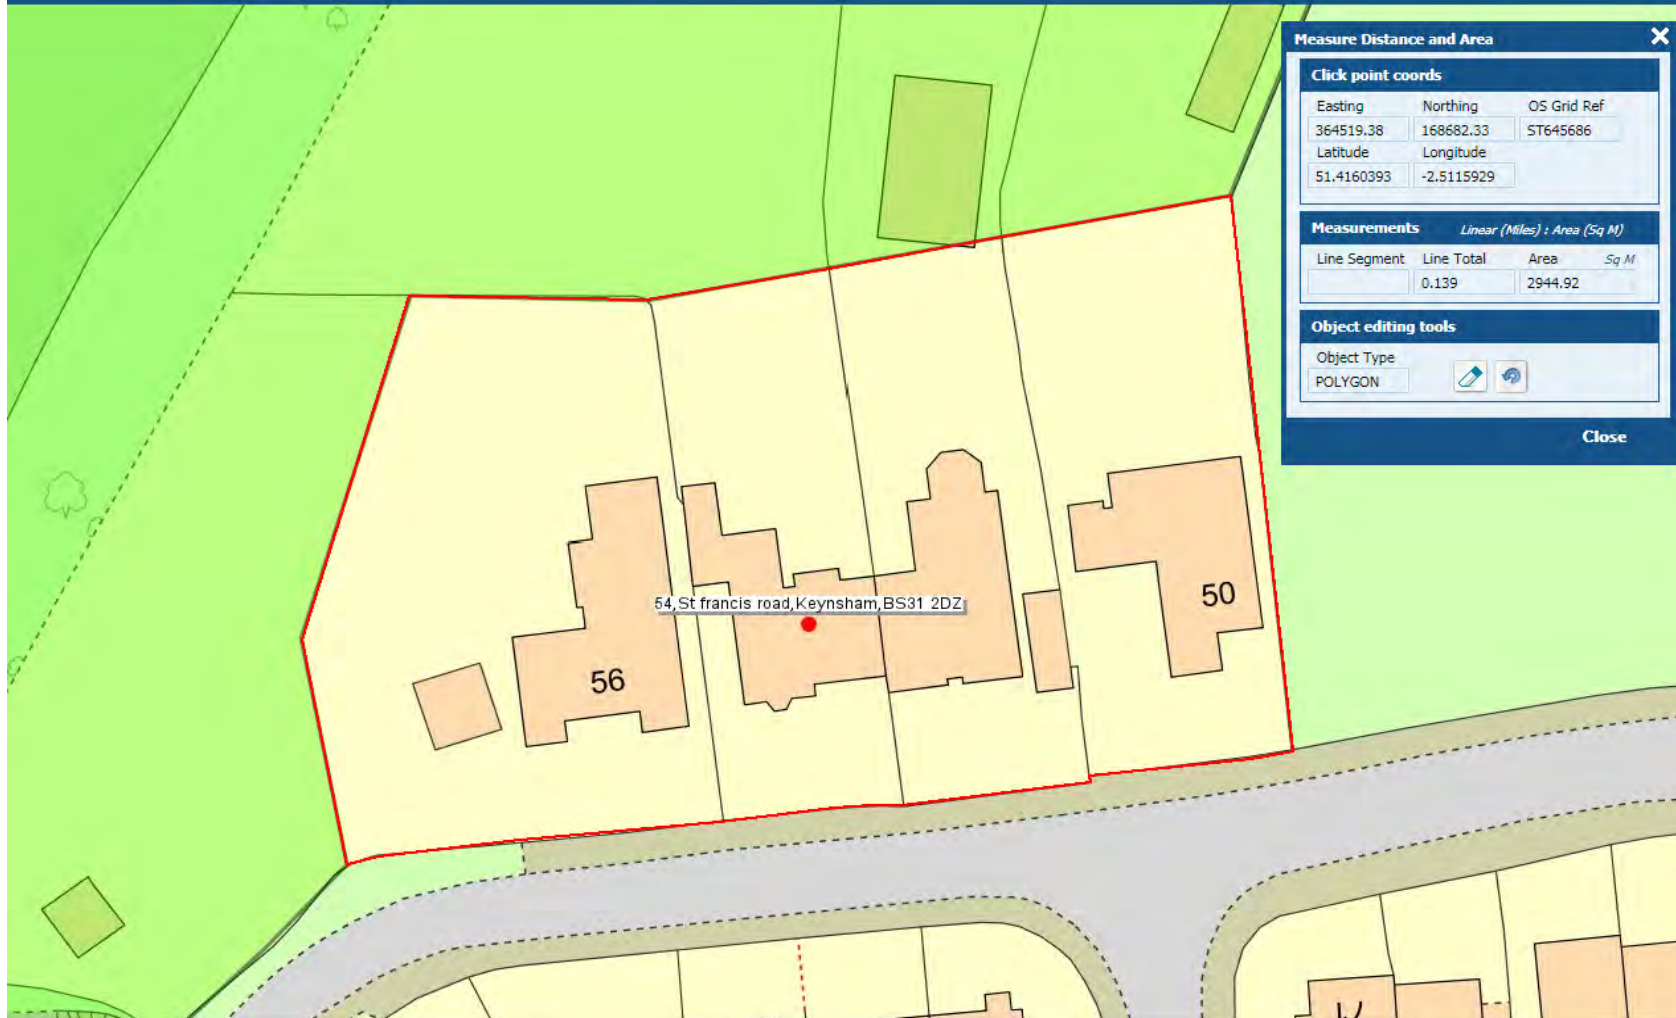 Measure Distance and Area
Click point coords
Easting Northing OS Grid Ref
364519.38 168682.33 ST645686
Latitude Longitude
51.4160393 -2.5115929
Measurements Linear (Miles) : Area (Sq M)
Line Segment Line Total Area Sq M
0.139 2944.92
Object editing tools
Object Type
POLYGON
Close
54,St francis road,Keynsham,BS31 2DZ
50
56